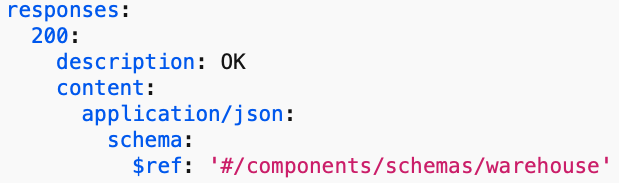 responses:
  200:
    description: OK
    content:
      application/json:
        schema:
          $ref: '#/components/schemas/warehouse'